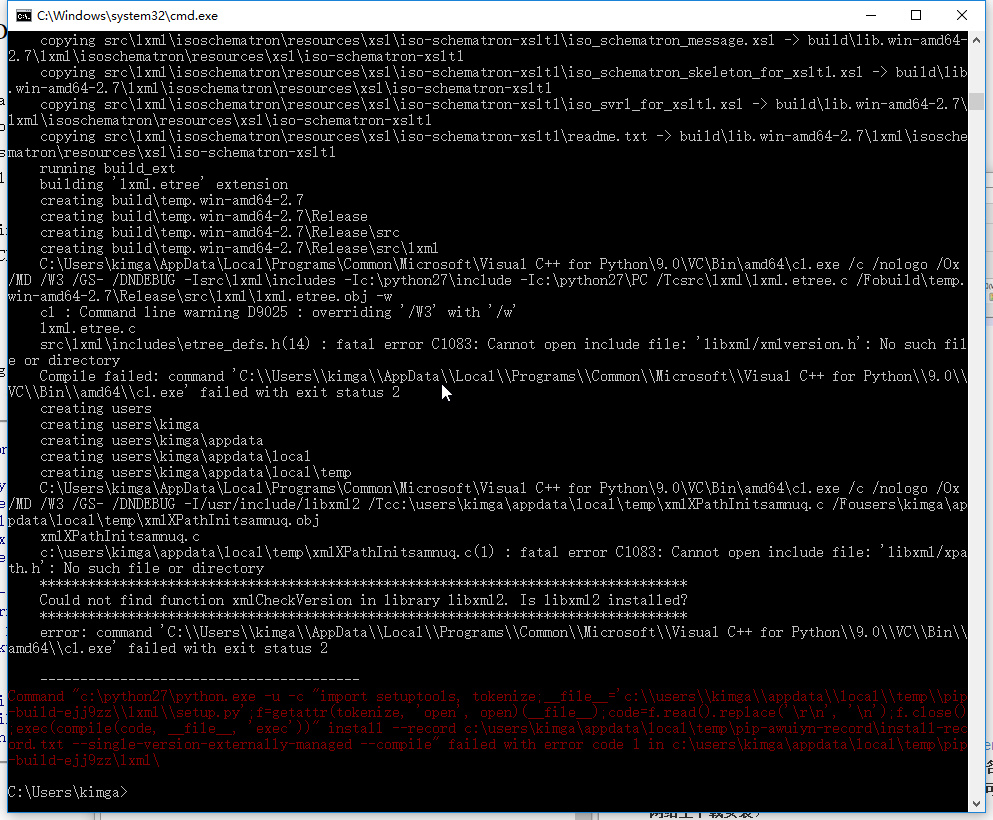 C:\Windows\system32\cmd.exe
copying src\lxml\isoschematron\resources\xsl\iso-schematron-xslt1\iso_schematron_message.xsl -> build\lib.win-amd64-
2.7\lxml\isoschematron\resources\xsl\iso-schematron-xslt1
copying src\lxml\isoschematron\resources\xsl\iso-schematron-xslt1\iso_schematron_skeleton_for_xslt1.xsl -> build\lib
.win-amd64-2.7\lxml\isoschematron\resources\xsl\iso-schematron-xslt1
copying src\lxml\isoschematron\resources\xsl\iso-schematron-xslt1\iso_svrl_for_xslt1.xsl -> build\lib.win-amd64-2.7\
lxml\isoschematron\resources\xsl\iso-schematron-xslt1
copying src\lxml\isoschematron\resources\xsl\iso-schematron-xslt1\readme.txt -> build\lib.win-amd64-2.7\lxml\isosche
matron\resources\xsl\iso-schematron-xslt1
running build_ext
building 'lxml.etree' extension
creating build\temp.win-amd64-2.7
creating build\temp.win-amd64-2.7\Release
creating build\temp.win-amd64-2.7\Release\src
creating build\temp.win-amd64-2.7\Release\src\lxml
C:\Users\kimga\AppData\Local\Programs\Common\Microsoft\Visual C++ for Python\9.0\VC\Bin\amd64\cl.exe /c /nologo /Ox
/MD /W3 /GS- /DNDEBUG -Isrc\lxml\includes -Ic:\python27\include -Ic:\python27\PC /Tcsrc\lxml\lxml.etree.c /Fobuild\temp.
win-amd64-2.7\Release\src\lxml\lxml.etree.obj -w
cl : Command line warning D9025 : overriding '/W3' with '/w'
lxml.etree.c
src\lxml\includes\etree_defs.h(14) : fatal error C1083: Cannot open include file: 'libxml/xmlversion.h': No such fil
e or directory
Compile failed: command 'C:\\Users\\kimga\\AppData\\Local\\Programs\\Common\\Microsoft\\Visual C++ for Python\\9.0\\
VC\\Bin\\amd64\\cl.exe' failed with exit status 2
creating users
creating users\kimga
creating users\kimga\appdata
creating users\kimga\appdata\local
creating users\kimga\appdata\local\temp
C:\Users\kimga\AppData\Local\Programs\Common\Microsoft\Visual C++ for Python\9.0\VC\Bin\amd64\cl.exe /c /nologo /Ox
/MD /W3 /GS- /DNDEBUG -I/usr/include/libxml2 /Tcc:\users\kimga\appdata\local\temp\xmlXPathInitsamnuq.c /Fousers\kimga\ap
pdata\local\temp\xmlXPathInitsamnuq.obj
xmlXPathInitsamnuq.c
c:\users\kimga\appdata\local\temp\xmlXPathInitsamnuq.c(1) : fatal error C1083: Cannot open include file: 'libxml/xpa
th.h': No such file or directory
*********************************************************************************
Could not find function xmlCheckVersion in library libxml2. Is libxml2 installed?
*********************************************************************************
error: command 'C:\\Users\\kimga\\AppData\\Local\\Programs\\Common\\Microsoft\\Visual C++ for Python\\9.0\\VC\\Bin\\
amd64\\cl.exe' failed with exit status 2
----------------------------------------
Command "c:\python27\python.exe -u -c "import setuptools, tokenize;__file__='c:\\users\\kimga\\appdata\\local\\temp\\pip
-build-ejj9zz\\lxml\\setup.py';f=getattr(tokenize, 'open', open)(__file__);code=f.read().replace('\r\n', '\n');f.close()
;exec(compile(code, __file__, 'exec'))" install --record c:\users\kimga\appdata\local\temp\pip-awuiyn-record\install-rec
ord.txt --single-version-externally-managed --compile" failed with error code 1 in c:\users\kimga\appdata\local\temp\pip
-build-ejj9zz\lxml\
C:\Users\kimga>